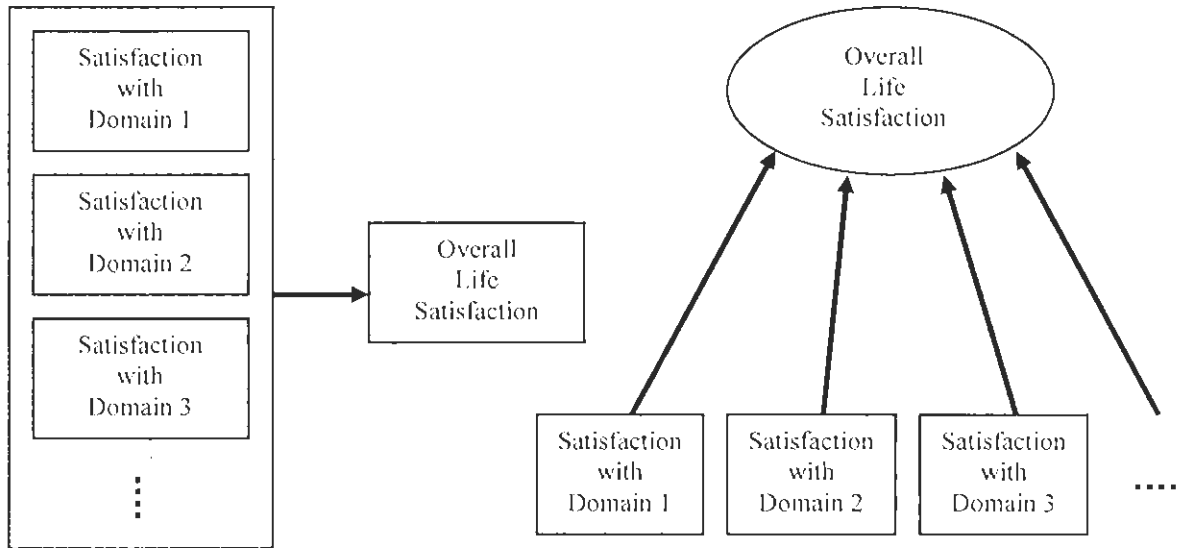 Satisfaction
with
Domain 1
Satisfaction
with
Domain 2
Satisfaction
with
Domain 3
Overall
Life
Satisfaction
Overall
Life
Satisfaction
Satisfaction
with
Domain 1
Satisfaction
with
Domain 2
Satisfaction
with
Domain 3